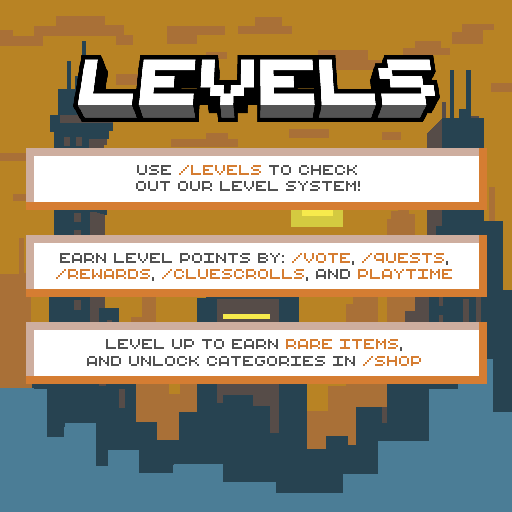 LEVELS
USE /LEVELS TO CHECK
OUT OUR LEVEL SYSTEM!
EARN LEVEL POINTS BY: /VOTE, /QUESTS,
/REWARDS, /CLUESCROLLS, AND PLAYTIME
LEVEL UP TO EARN RARE ITEMS,
AND UNLOCK CATEGORIES IN /SHOP